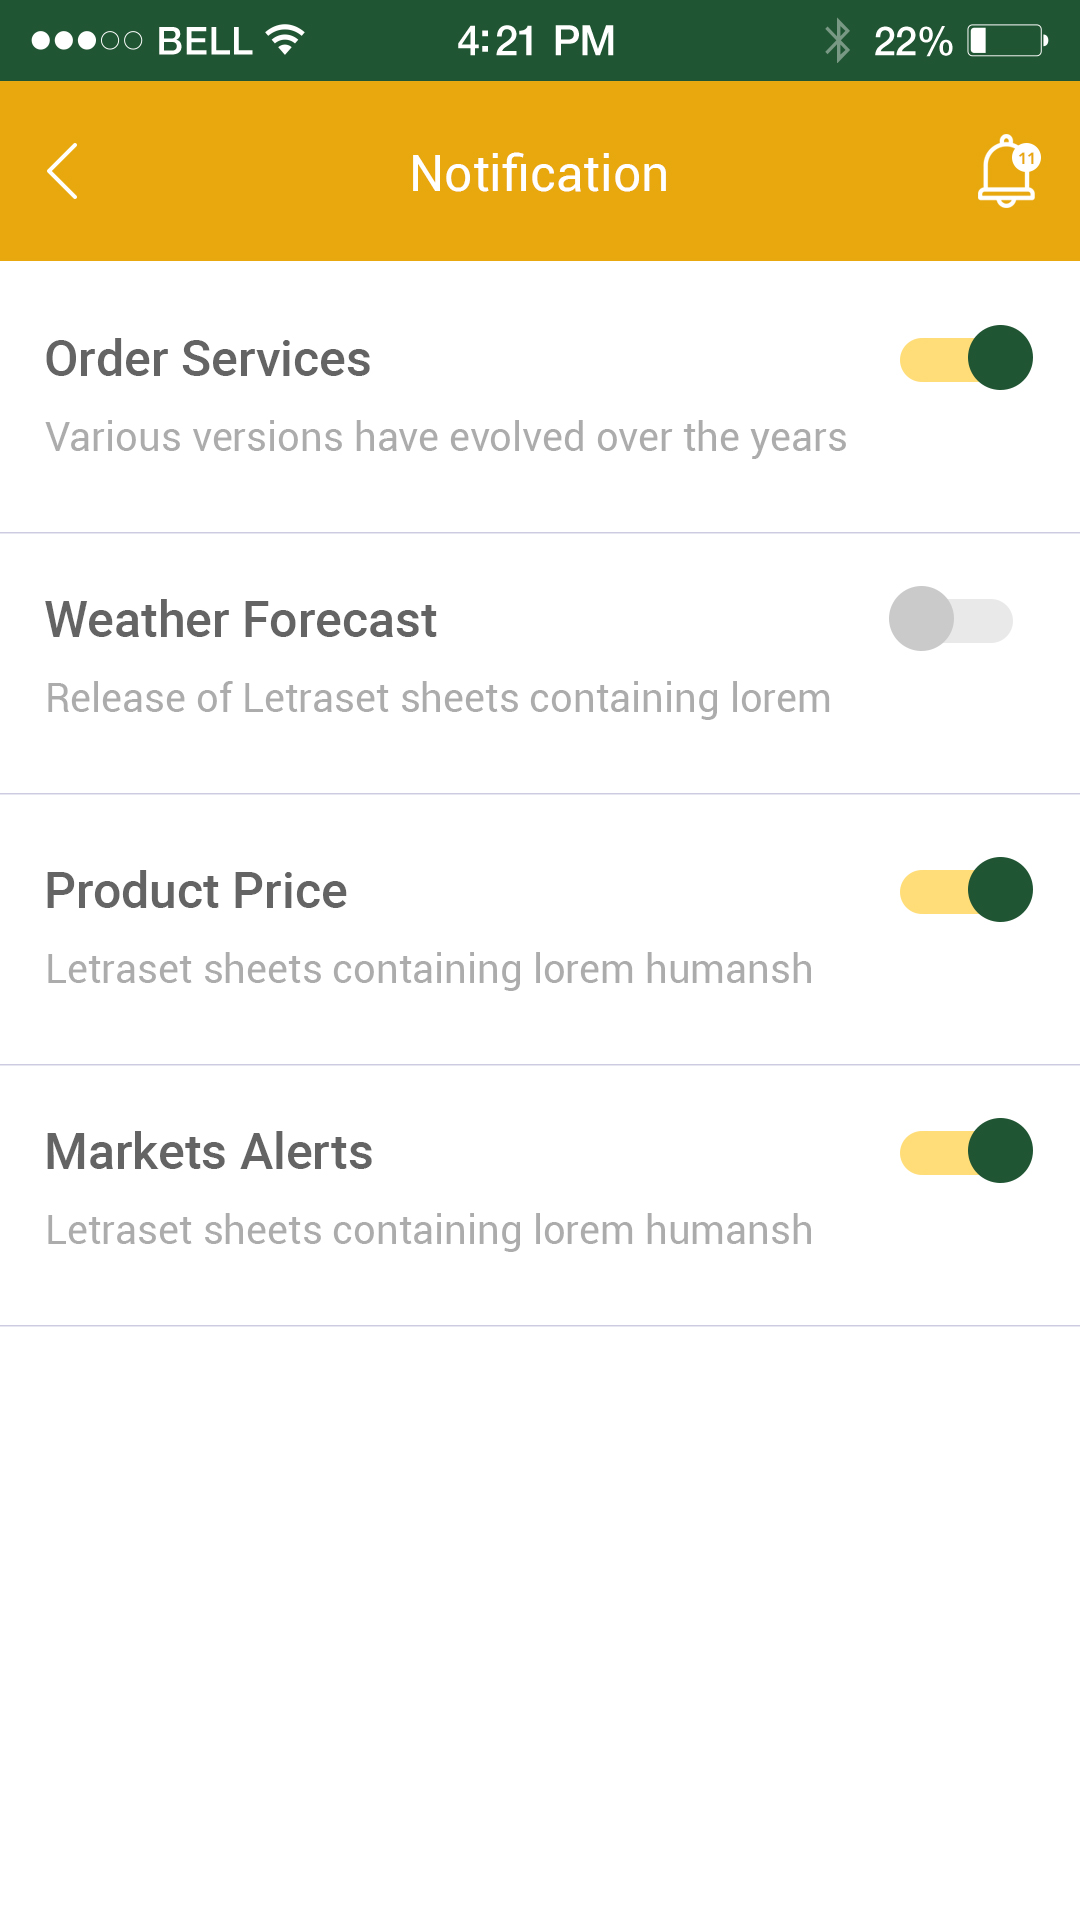 BELL 4:21 PM 22%
Notification 11
Order Services
Various versions have evolved over the years
Weather Forecast
Release of Letraset sheets containing lorem
Product Price
Letraset sheets containing lorem humansh
Markets Alerts
Letraset sheets containing lorem humansh